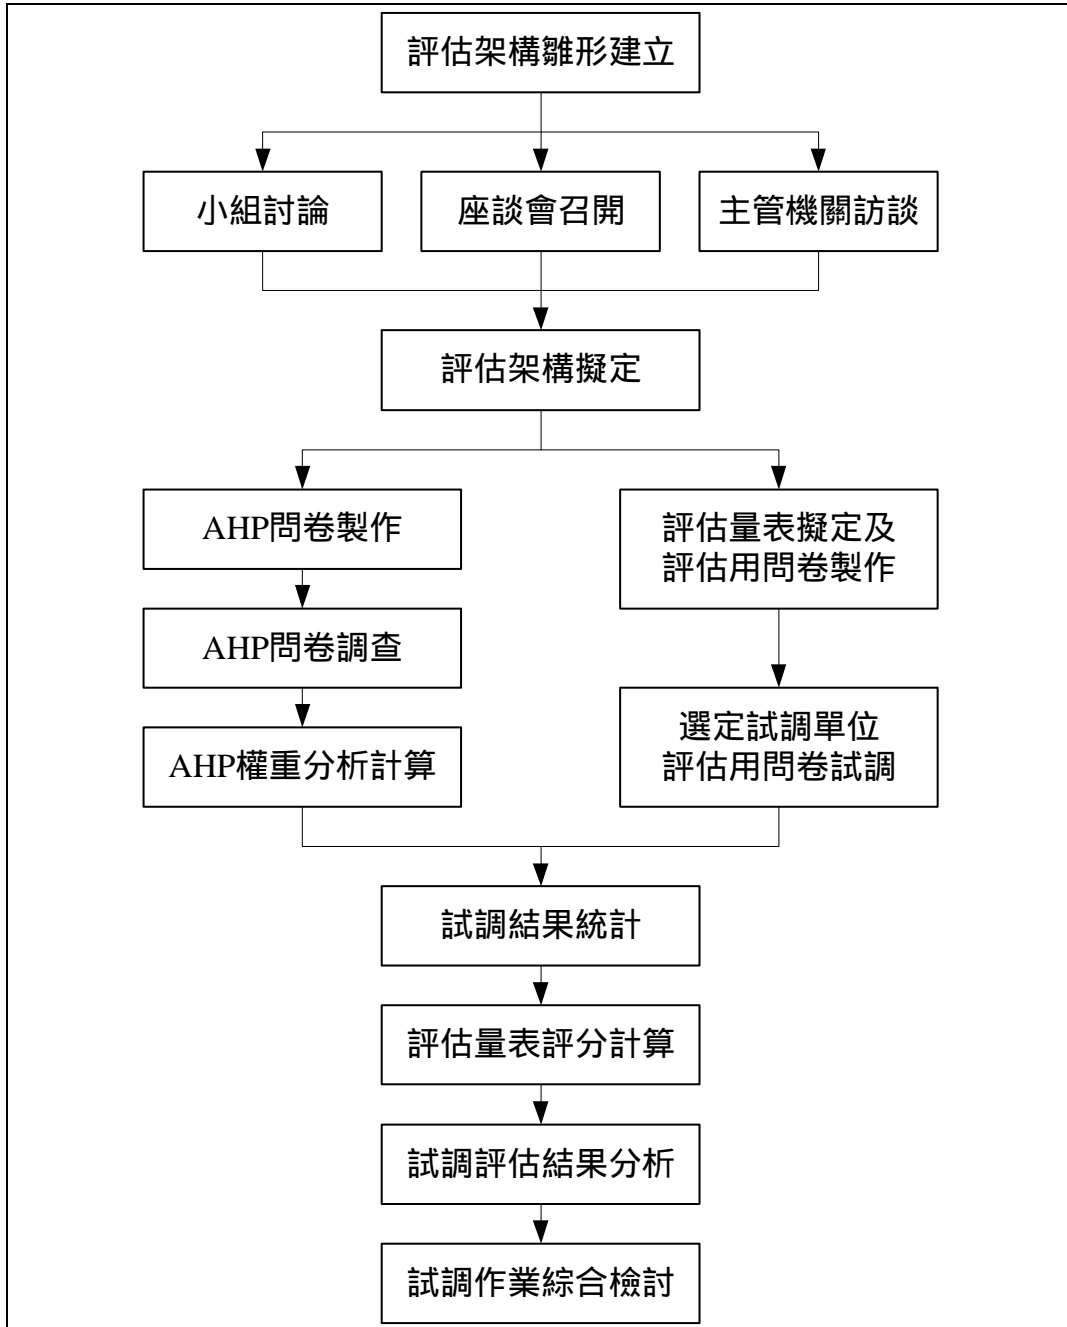 評估架構雛形建立
小組討論
座談會召開
主管機關訪談
評估架構擬定
AHP問卷製作
評估量表擬定及
評估用問卷製作
AHP問卷調查
AHP權重分析計算
選定試調單位
評估用問卷試調
試調結果統計
評估量表評分計算
試調評估結果分析
試調作業綜合檢討